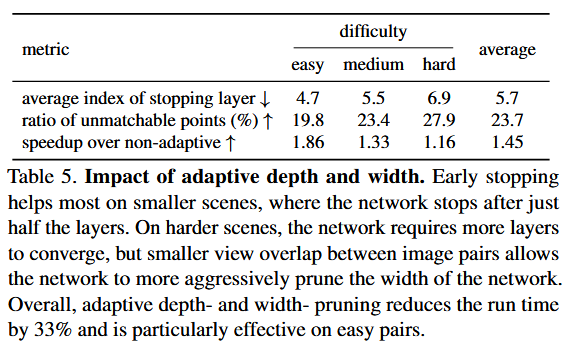 difficulty
metric average
easy medium hard
average index of stopping layer ↓ 4.7 5.5 6.9 5.7
ratio of unmatchable points (%) ↑ 19.8 23.4 27.9 23.7
speedup over non-adaptive ↑ 1.86 1.33 1.16 1.45
Table 5. Impact of adaptive depth and width. Early stopping
helps most on smaller scenes, where the network stops after just
half the layers. On harder scenes, the network requires more layers
to converge, but smaller view overlap between image pairs allows
the network to more aggressively prune the width of the network.
Overall, adaptive depth- and width- pruning reduces the run time
by 33% and is particularly effective on easy pairs.